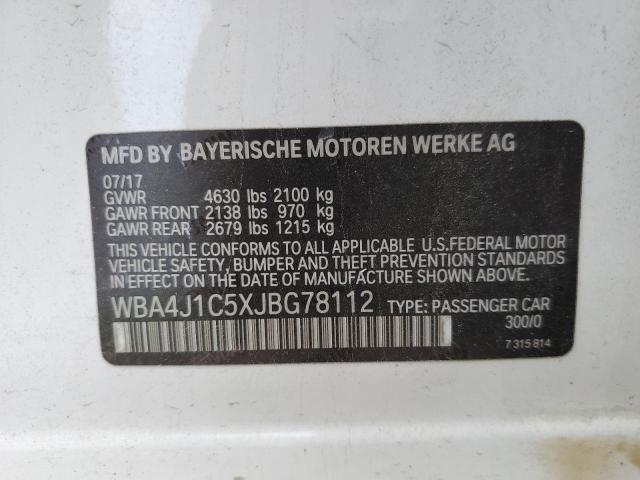 MFD BY BAYERISCHE MOTOREN WERKE AG
07/17
GVWR 4630 lbs 2100 kg
GAWR FRONT 2138 lbs 970 kg
GAWR REAR 2679 lbs 1215 kg
THIS VEHICLE CONFORMS TO ALL APPLICABLE U.S.FEDERAL MOTOR
VEHICLE SAFETY, BUMPER AND THEFT PREVENTION STANDARDS
IN EFFECT ON THE DATE OF MANUFACTURE SHOWN ABOVE.
WBA4J1C5XJBG78112 TYPE: PASSENGER CAR
300/0
7 315 814